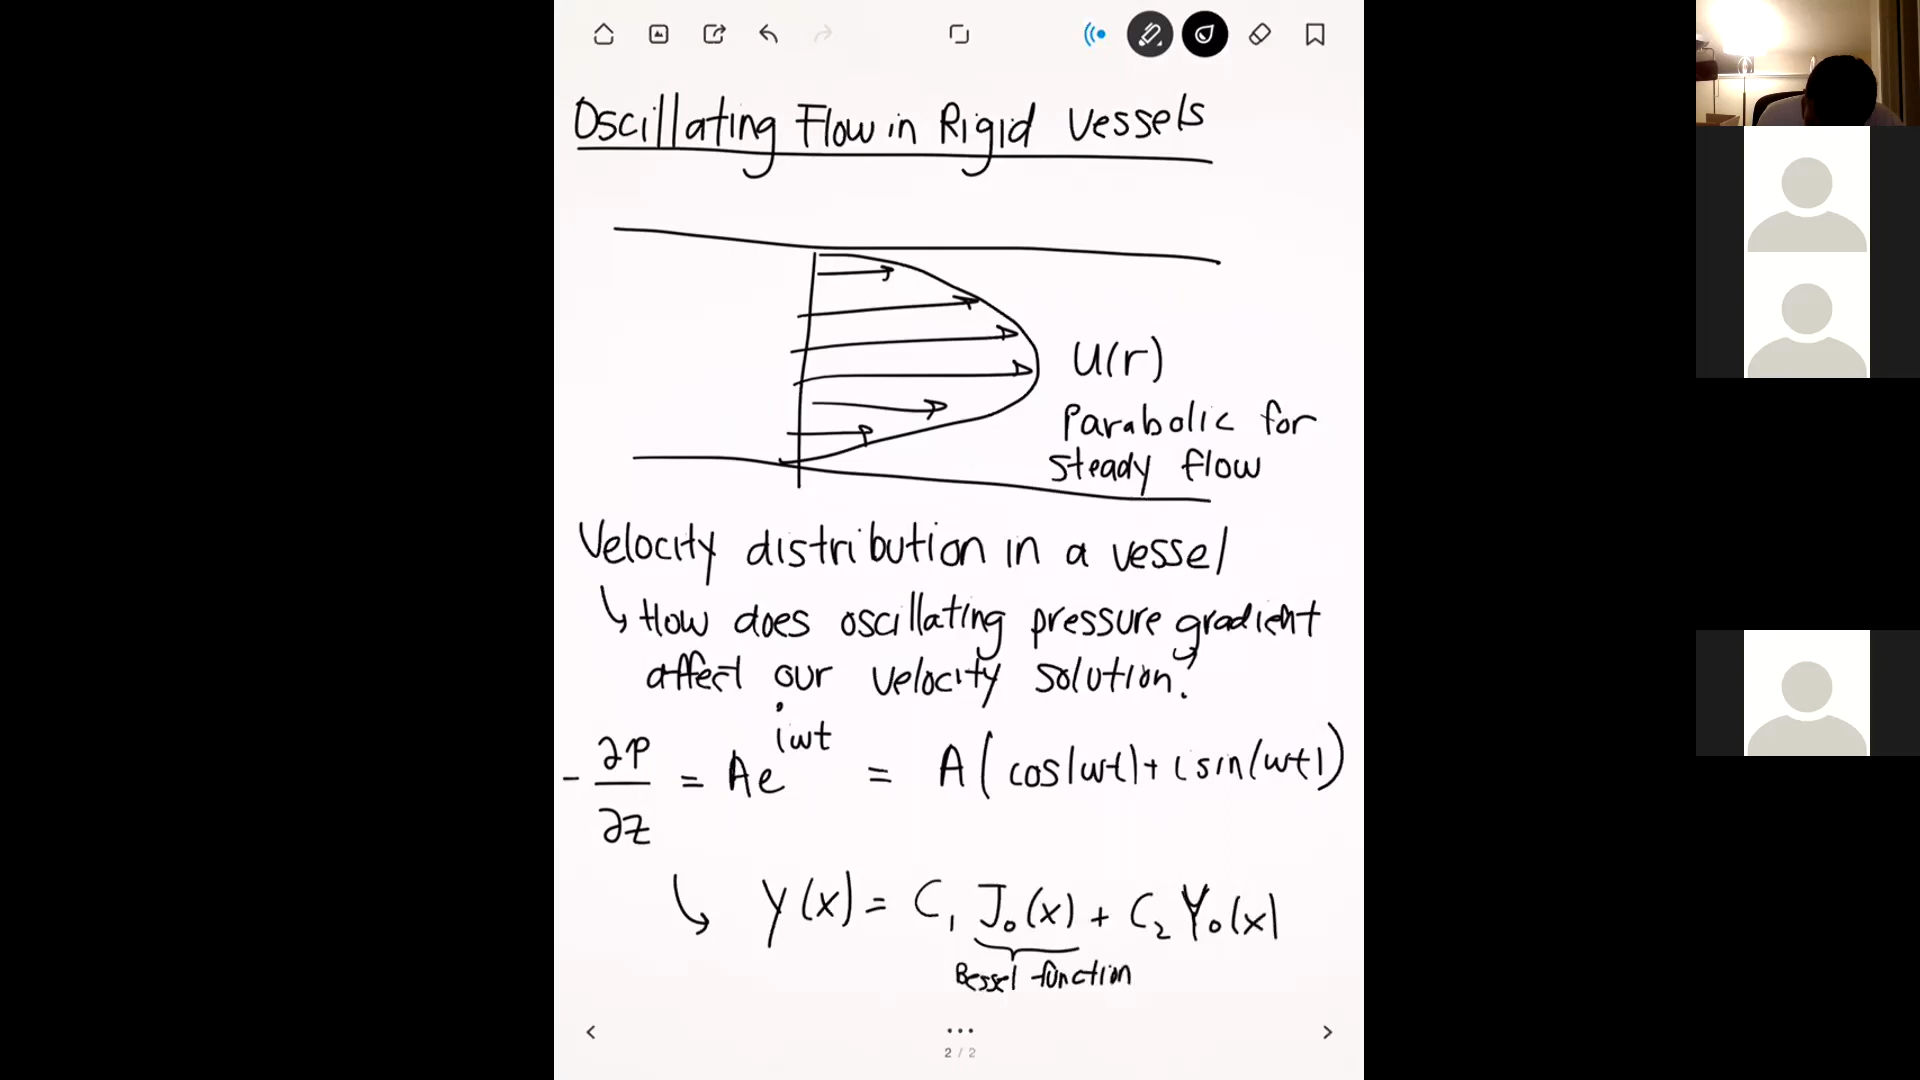 Oscillating Flow in Rigid Vessels
U(r)
Parabolic for
steady flow
Velocity distribution in a vessel
↳ How does oscillating pressure gradient
affect our velocity solution?
-∂P/∂z = Ae^iωt = A(cos(ωt)+isin(ωt))
↳ y(x) = C₁ J₀(x) + C₂ Y₀(x)
Bessel function
2 / 2